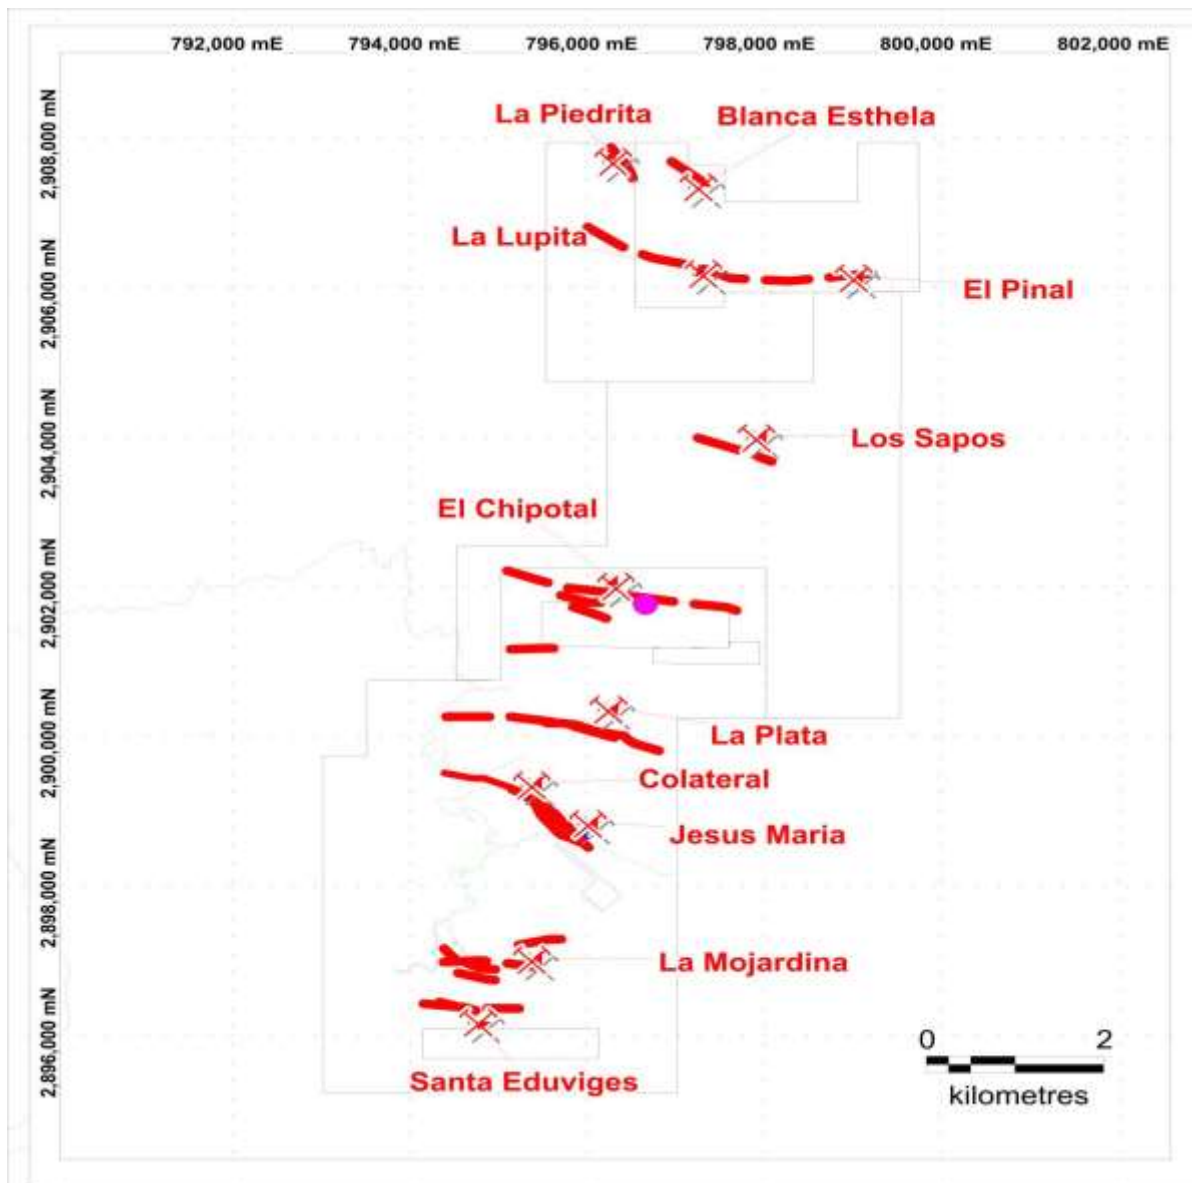 792,000 mE
794,000 mE
796,000 mE
798,000 mE
800,000 mE
802,000 mE
2,908,000 mN
2,906,000 mN
2,904,000 mN
2,902,000 mN
2,900,000 mN
2,898,000 mN
2,896,000 mN
La Piedrita
Blanca Esthela
La Lupita
El Pinal
Los Sapos
El Chipotal
La Plata
Colateral
Jesus Maria
La Mojardina
Santa Eduviges
0 2
kilometres